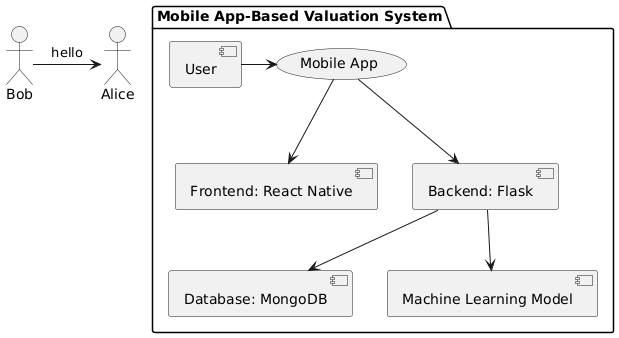 Mobile App-Based Valuation System
hello
Bob
Alice
User
Mobile App
Frontend: React Native
Backend: Flask
Database: MongoDB
Machine Learning Model